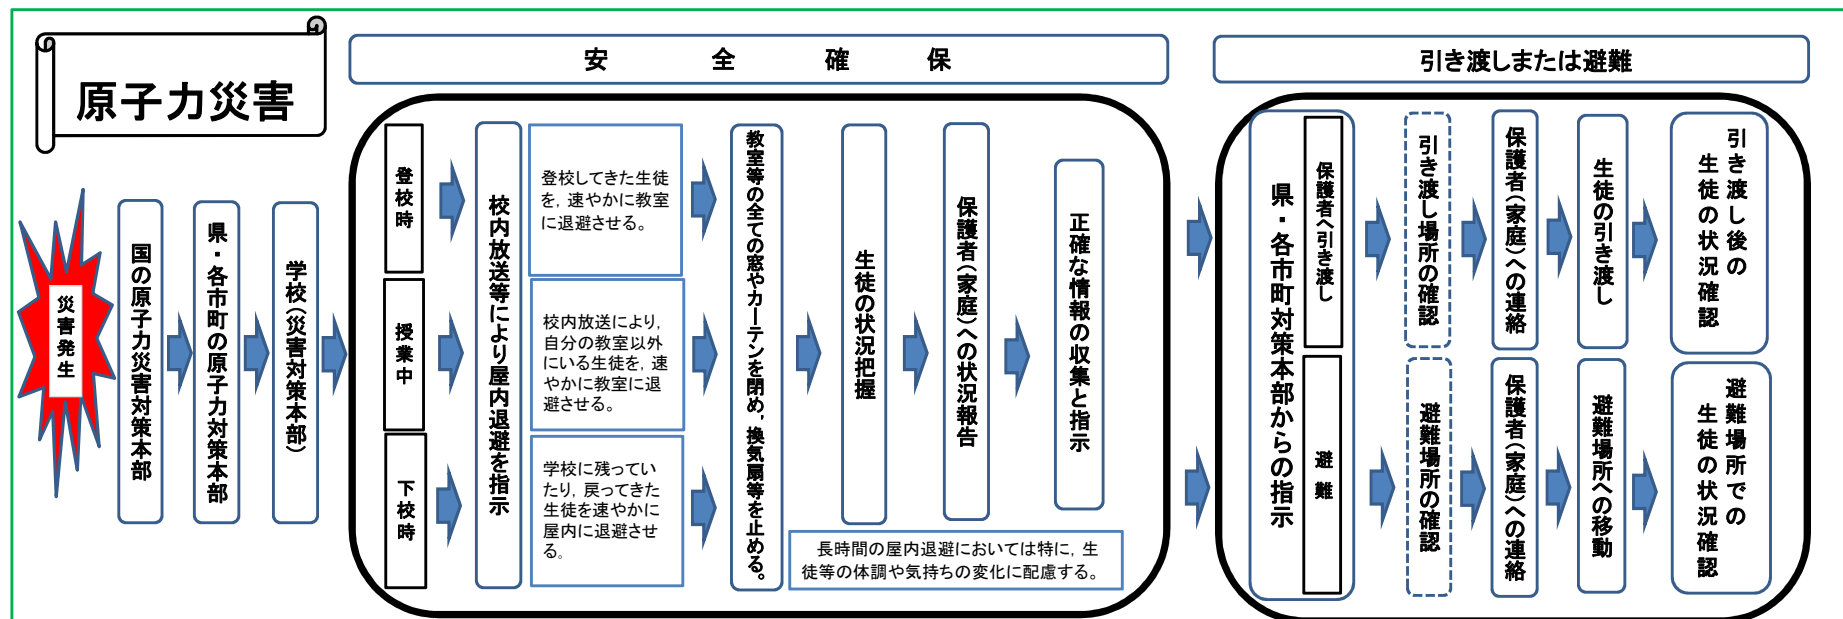 原子力災害
安全確保
引き渡しまたは避難
災害発生
国の原子力災害対策本部
県・各市町の原子力対策本部
学校(災害対策本部)
登校時
授業中
下校時
校内放送等により屋内退避を指示
登校してきた生徒
を，速やかに教室
に退避させる。
校内放送により，
自分の教室以外
にいる生徒を，速
やかに教室に退
避させる。
学校に残ってい
たり，戻ってきた
生徒を速やかに
屋内に退避させ
る。
教室等の全ての窓やカーテンを閉め，換気扇等を止める。
生徒の状況把握
保護者(家庭)への状況報告
正確な情報の収集と指示
長時間の屋内退避においては特に，生
徒等の体調や気持ちの変化に配慮する。
県・各市町対策本部からの指示
保護者へ引き渡し
引き渡し場所の確認
保護者(家庭)への連絡
生徒の引き渡し
引き渡し後の
生徒の状況確認
避難
避難場所の確認
保護者(家庭)への連絡
避難場所への移動
避難場所での
生徒の状況確認